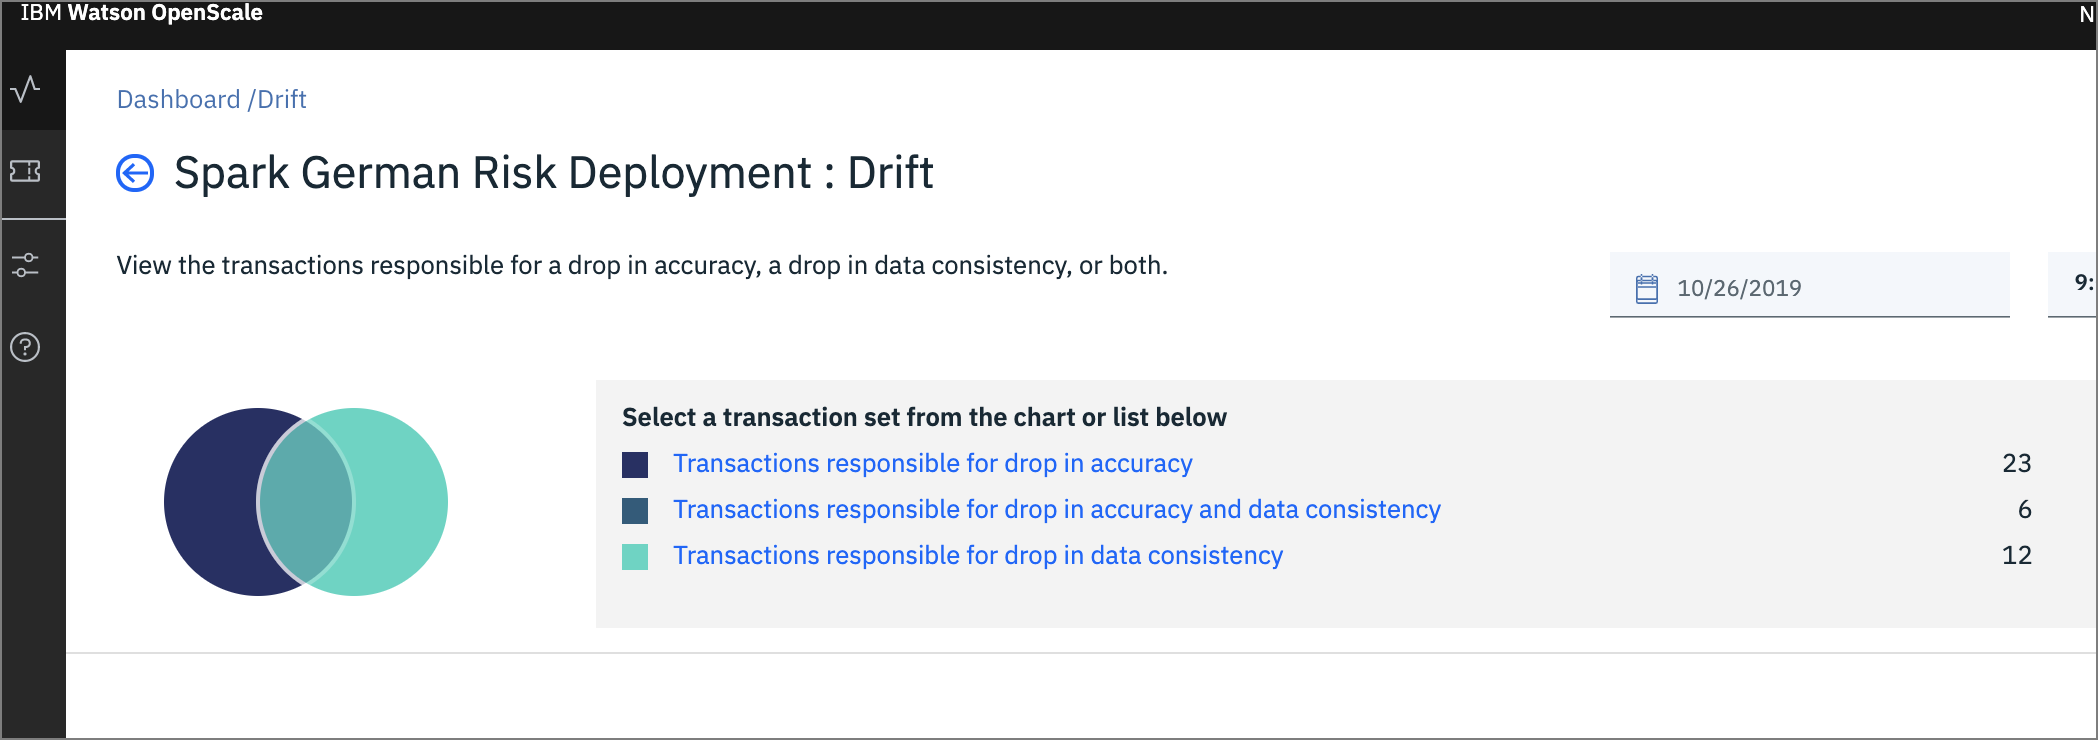 IBM Watson OpenScale
N
Dashboard /Drift
Spark German Risk Deployment : Drift
View the transactions responsible for a drop in accuracy, a drop in data consistency, or both.
10/26/2019
9:
Select a transaction set from the chart or list below
Transactions responsible for drop in accuracy 23
Transactions responsible for drop in accuracy and data consistency 6
Transactions responsible for drop in data consistency 12